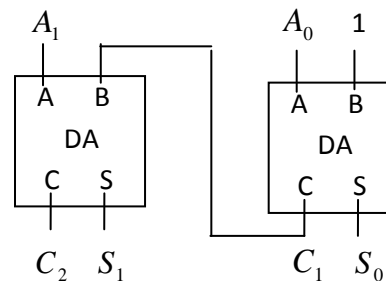 A₁ A₀ 1
A B A B
DA DA
C S C S
C₂ S₁ C₁ S₀